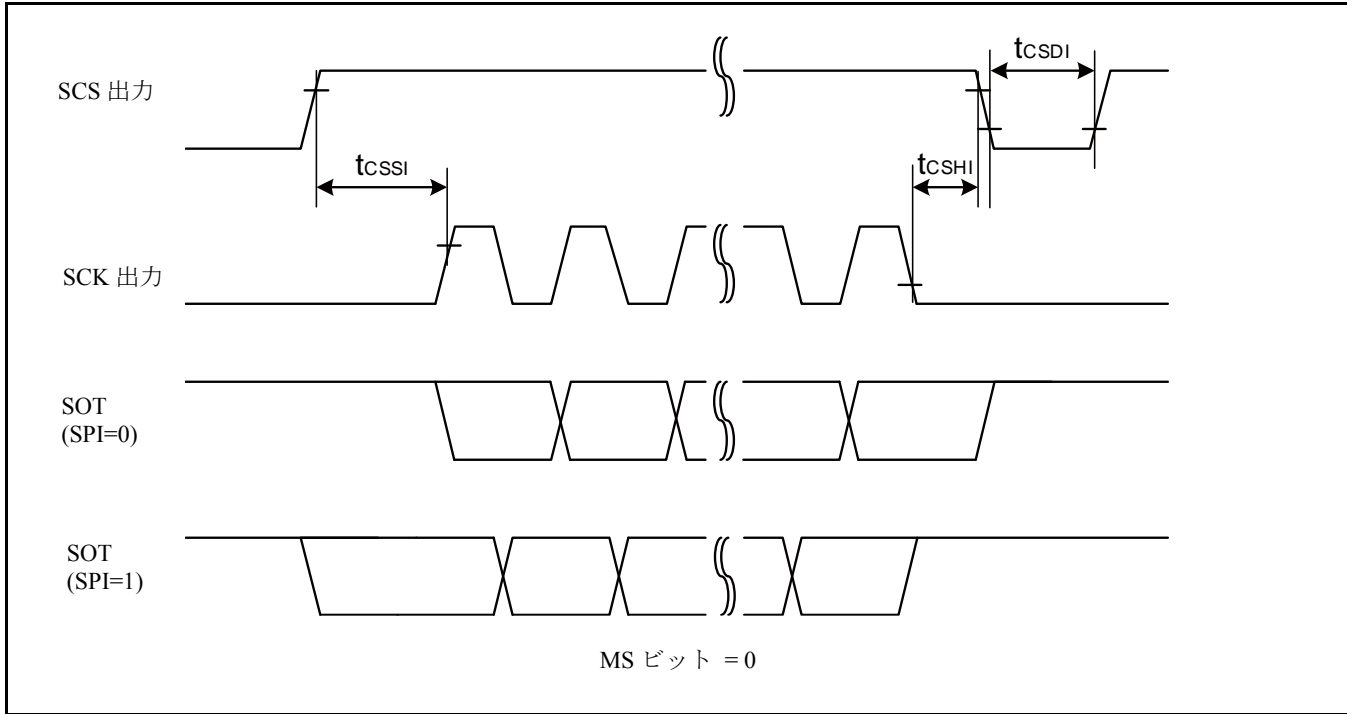 tCSDI
SCS 出力
tCSSI
tCSHI
SCK 出力
SOT
(SPI=0)
SOT
(SPI=1)
MS ビット = 0